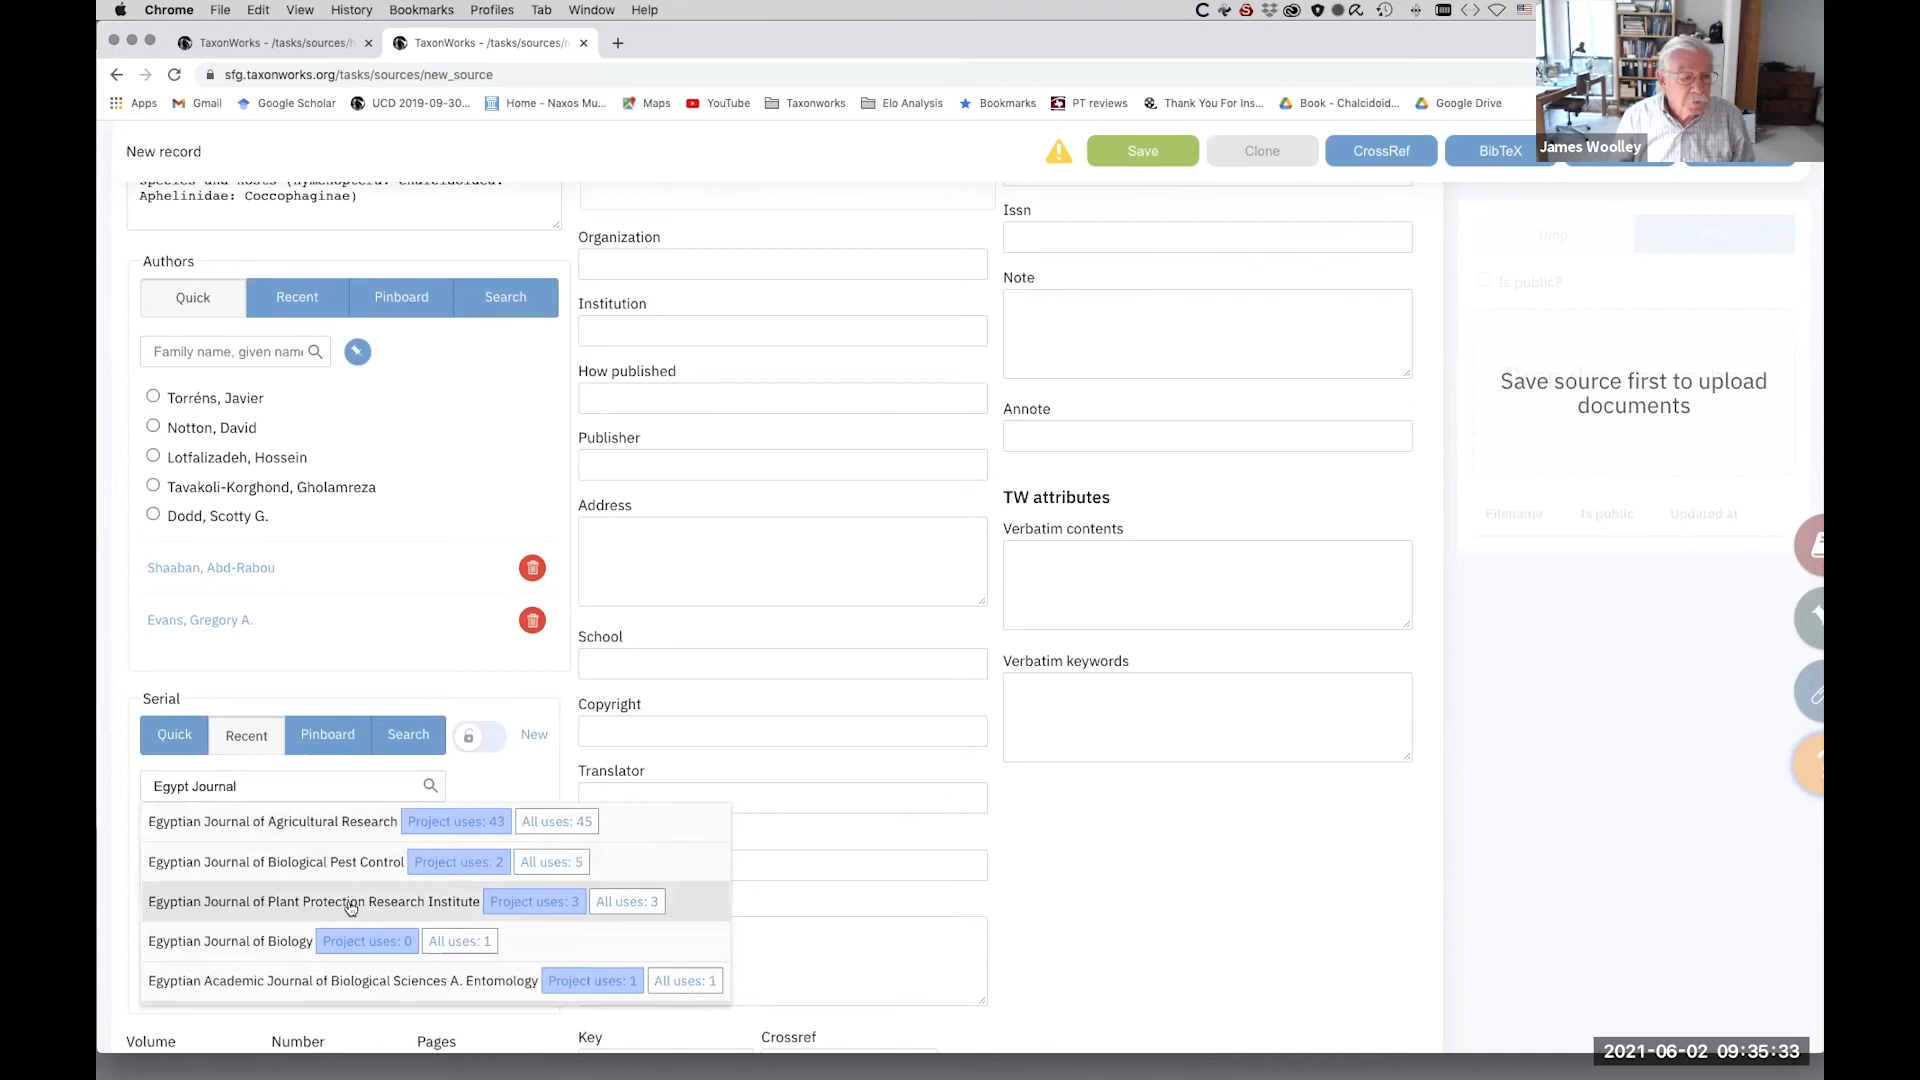 Chrome File Edit View History Bookmarks Profiles Tab Window Help
TaxonWorks - /tasks/sources/h
TaxonWorks - /tasks/sources/n
sfg.taxonworks.org/tasks/sources/new_source
Apps Gmail Google Scholar UCD 2019-09-30... Home - Naxos Mu... Maps YouTube Taxonworks Elo Analysis Bookmarks PT reviews Thank You For Ins... Book - Chalcidoid... Google Drive
James Woolley
New record
Save Clone CrossRef BibTeX
species and hosts (Hymenoptera: Chalcidoidea:
Aphelinidae: Coccophaginae)
Authors
Quick Recent Pinboard Search
Family name, given name
Torréns, Javier
Notton, David
Lotfalizadeh, Hossein
Tavakoli-Korghond, Gholamreza
Dodd, Scotty G.
Shaaban, Abd-Rabou
Evans, Gregory A.
Serial
Quick Recent Pinboard Search New
Egypt Journal
Egyptian Journal of Agricultural Research Project uses: 43 All uses: 45
Egyptian Journal of Biological Pest Control Project uses: 2 All uses: 5
Egyptian Journal of Plant Protection Research Institute Project uses: 3 All uses: 3
Egyptian Journal of Biology Project uses: 0 All uses: 1
Egyptian Academic Journal of Biological Sciences A. Entomology Project uses: 1 All uses: 1
Volume Number Pages
Organization
Institution
How published
Publisher
Address
School
Copyright
Translator
Key Crossref
Issn
Note
Annote
TW attributes
Verbatim contents
Verbatim keywords
Drop
Is public?
Save source first to upload
documents
Filename Is public Updated at
2021-06-02 09:35:33